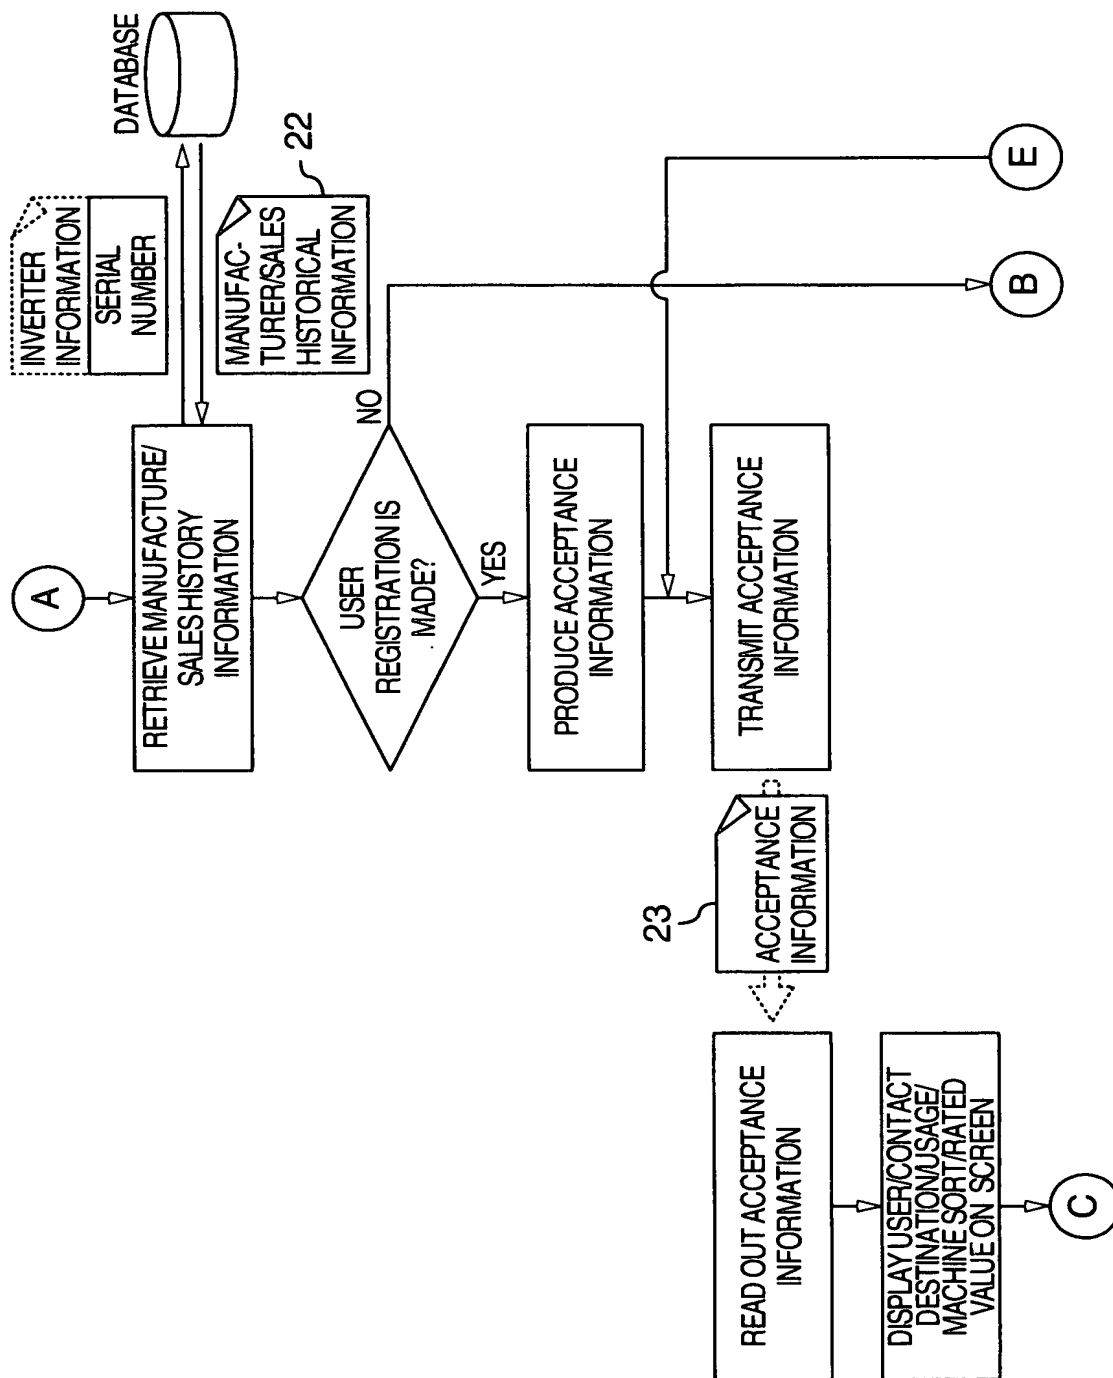 A
RETRIEVE MANUFACTURE/
SALES HISTORY
INFORMATION
INVERTER
INFORMATION
SERIAL
NUMBER
DATABASE
MANUFAC-
TURER/SALES
HISTORICAL
INFORMATION
22
USER
REGISTRATION IS
MADE?
NO
YES
PRODUCE ACCEPTANCE
INFORMATION
TRANSMIT ACCEPTANCE
INFORMATION
B
E
23
ACCEPTANCE
INFORMATION
READ OUT ACCEPTANCE
INFORMATION
DISPLAY USER/CONTACT
DESTINATION/USAGE/
MACHINE SORT/RATED
VALUE ON SCREEN
C